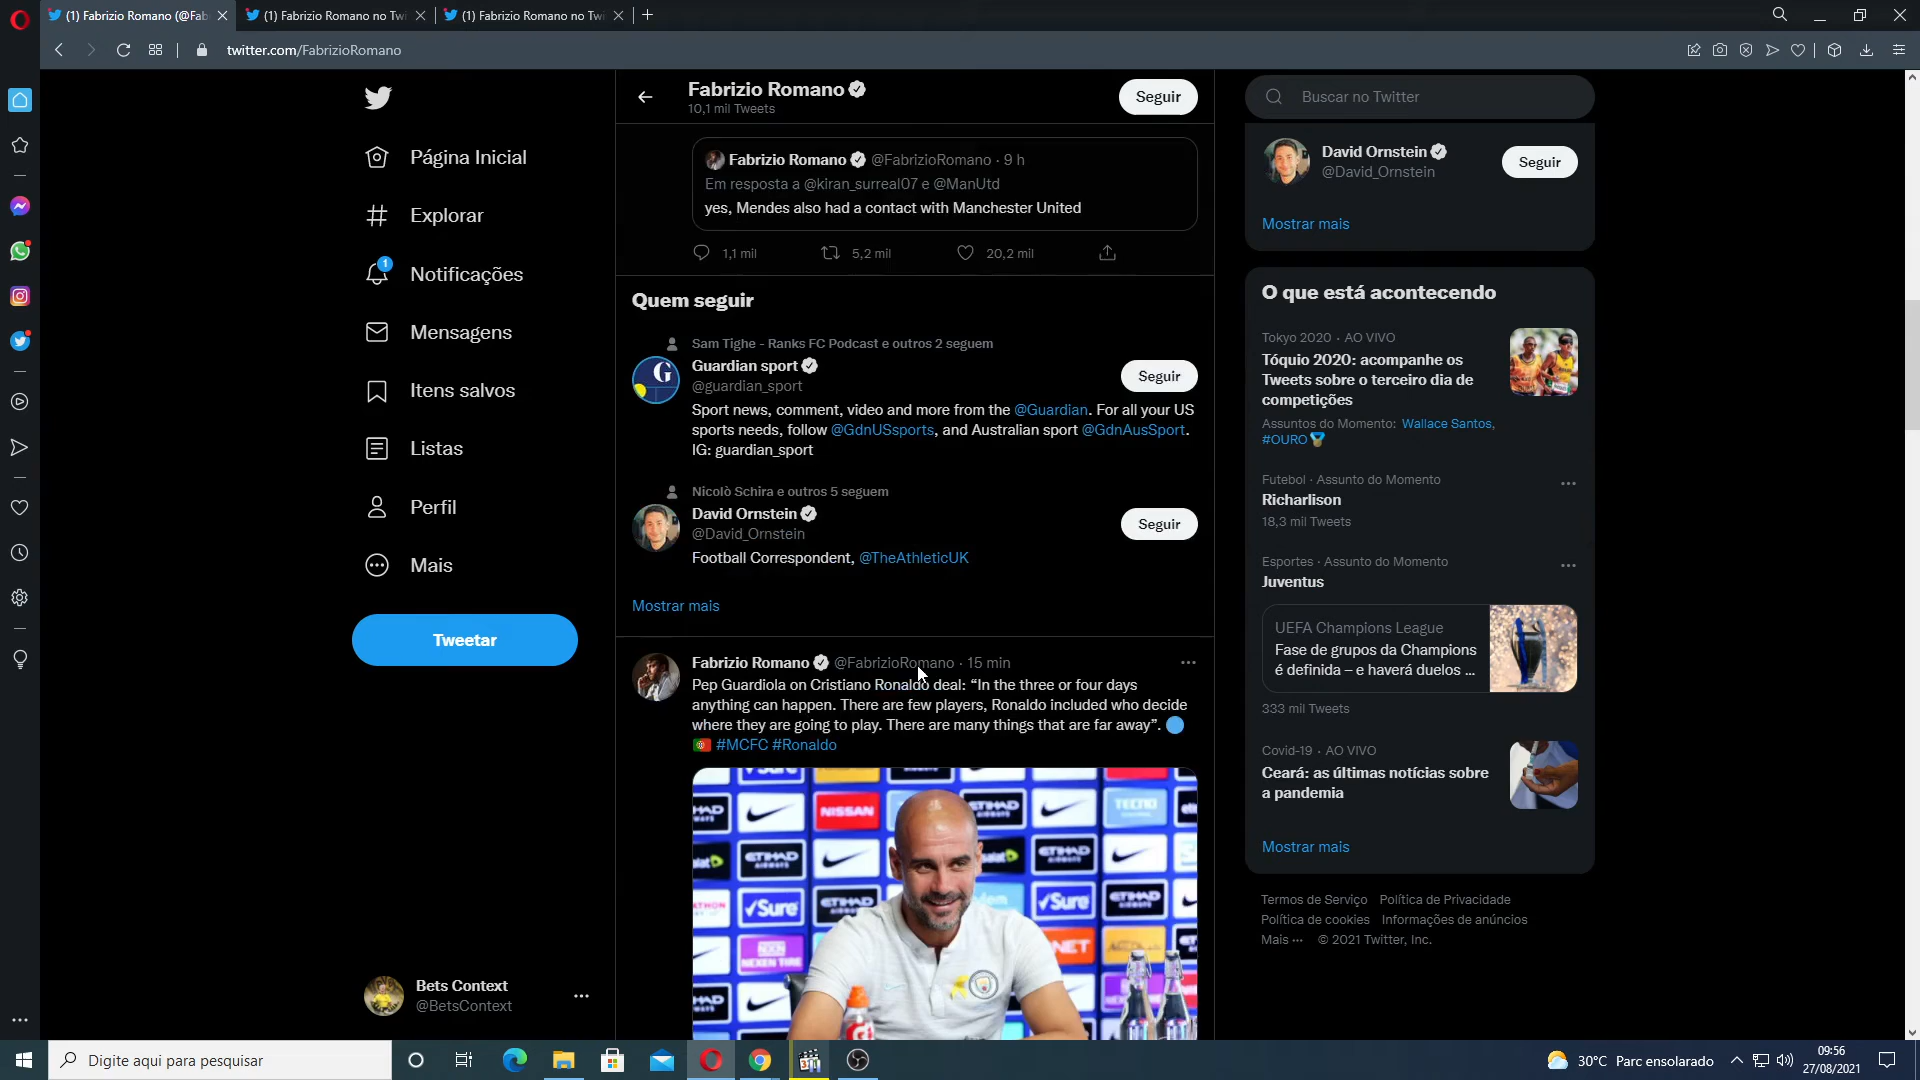 (1) Fabrizio Romano (@Fab
(1) Fabrizio Romano no Twi
(1) Fabrizio Romano no Twi
twitter.com/FabrizioRomano
Página Inicial
Explorar
1
Notificações
Mensagens
Itens salvos
Listas
Perfil
Mais
Tweetar
Bets Context
@BetsContext
Fabrizio Romano
10,1 mil Tweets
Seguir
Fabrizio Romano @FabrizioRomano · 9 h
Em resposta a @kiran_surreal07 e @ManUtd
yes, Mendes also had a contact with Manchester United
1,1 mil 5,2 mil 20,2 mil
Quem seguir
Sam Tighe - Ranks FC Podcast e outros 2 seguem
Guardian sport
@guardian_sport
Seguir
Sport news, comment, video and more from the @Guardian. For all your US
sports needs, follow @GdnUSsports, and Australian sport @GdnAusSport.
IG: guardian_sport
Nicolò Schira e outros 5 seguem
David Ornstein
@David_Ornstein
Seguir
Football Correspondent, @TheAthleticUK
Mostrar mais
Fabrizio Romano @FabrizioRomano · 15 min
Pep Guardiola on Cristiano Ronaldo deal: “In the three or four days
anything can happen. There are few players, Ronaldo included who decide
where they are going to play. There are many things that are far away”.
#MCFC #Ronaldo
NISSAN
ETIHAD
AIRWAYS
TECNO
Sure
NEXEN TIRE
Buscar no Twitter
David Ornstein
@David_Ornstein
Seguir
Mostrar mais
O que está acontecendo
Tokyo 2020 · AO VIVO
Tóquio 2020: acompanhe os
Tweets sobre o terceiro dia de
competições
Assuntos do Momento: Wallace Santos,
#OURO
Futebol · Assunto do Momento
Richarlison
18,3 mil Tweets
Esportes · Assunto do Momento
Juventus
UEFA Champions League
Fase de grupos da Champions
é definida – e haverá duelos ...
333 mil Tweets
Covid-19 · AO VIVO
Ceará: as últimas notícias sobre
a pandemia
Mostrar mais
Termos de Serviço Política de Privacidade
Política de cookies Informações de anúncios
Mais ··· © 2021 Twitter, Inc.
Digite aqui para pesquisar
30°C Parc ensolarado
09:56
27/08/2021